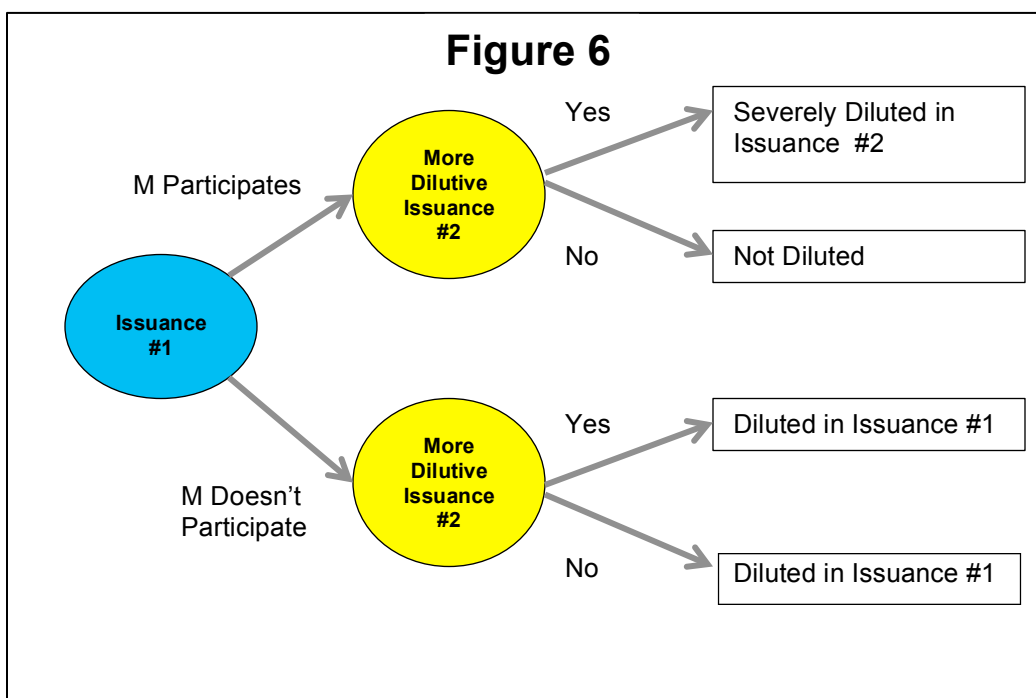 Figure 6
M Participates
More
Dilutive
Issuance
#2
Yes
Severely Diluted in
Issuance #2
No
Not Diluted
Issuance
#1
M Doesn’t
Participate
More
Dilutive
Issuance
#2
Yes
Diluted in Issuance #1
No
Diluted in Issuance #1